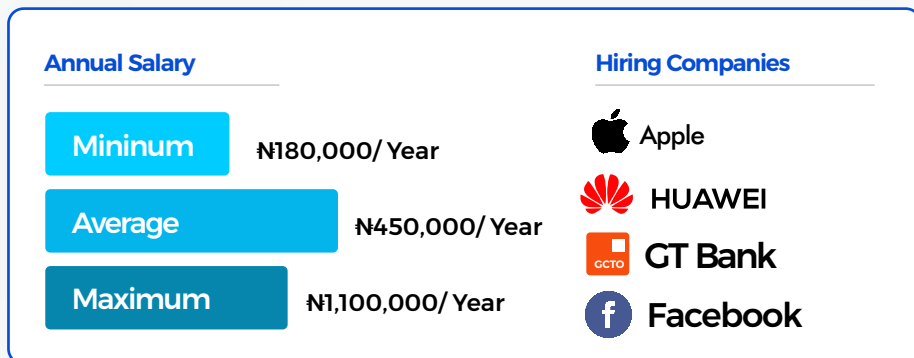 Annual Salary
Mininum
₦180,000/ Year
Average
₦450,000/ Year
Maximum
₦1,100,000/ Year
Hiring Companies
Apple
HUAWEI
GCTO
GT Bank
f
Facebook